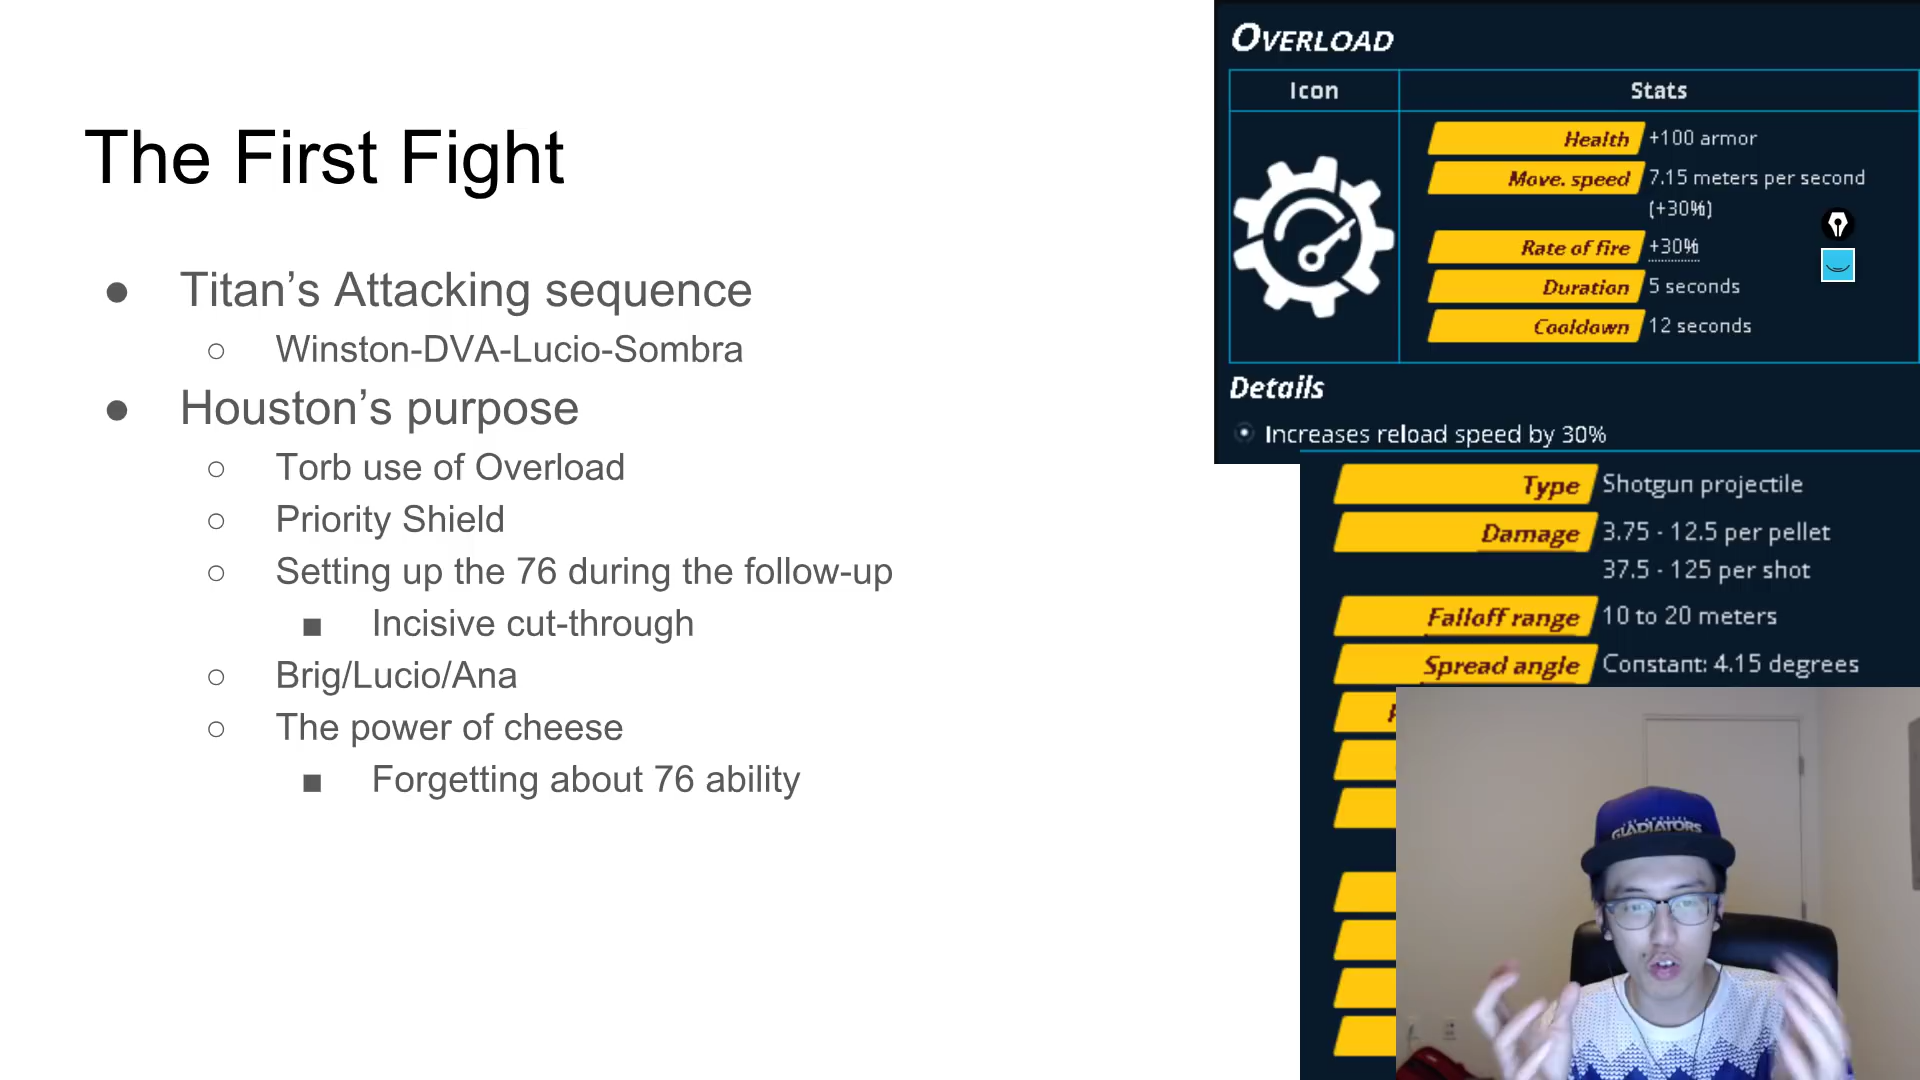 The First Fight
● Titan's Attacking sequence
○ Winston-DVA-Lucio-Sombra
● Houston's purpose
○ Torb use of Overload
○ Priority Shield
○ Setting up the 76 during the follow-up
■ Incisive cut-through
○ Brig/Lucio/Ana
○ The power of cheese
■ Forgetting about 76 ability
OVERLOAD
Icon Stats
Health +100 armor
Move. speed 7.15 meters per second
(+30%)
Rate of fire +30%
Duration 5 seconds
Cooldown 12 seconds
Details
Increases reload speed by 30%
Type Shotgun projectile
Damage 3.75 - 12.5 per pellet
37.5 - 125 per shot
Falloff range 10 to 20 meters
Spread angle Constant: 4.15 degrees
LOS ANGELES
GLADIATORS